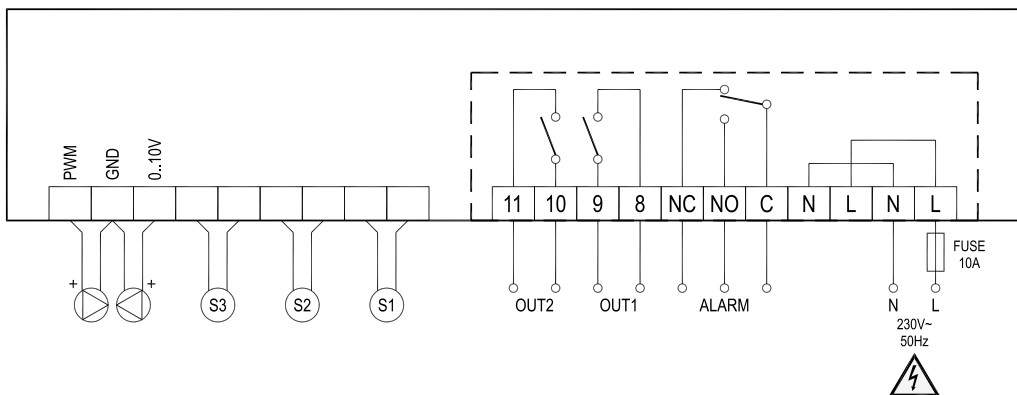 PWM
GND
0..10V
11 10 9 8 NC NO C N L N L
FUSE
10A
+ + S3 S2 S1
OUT2 OUT1 ALARM N L
230V~
50Hz